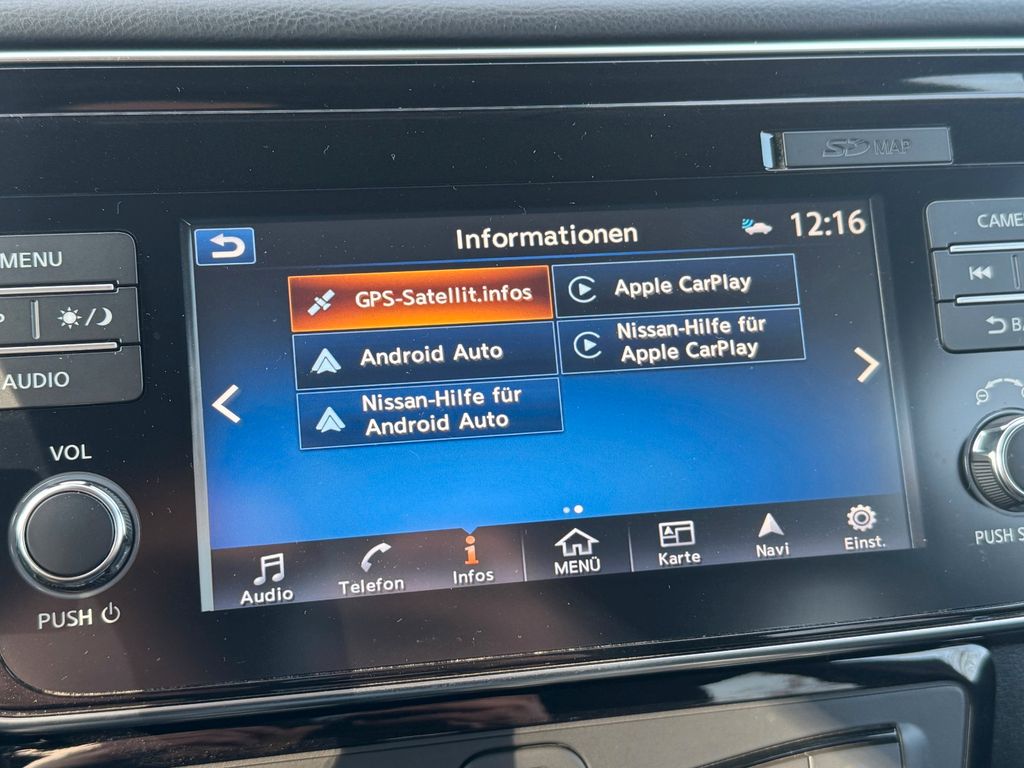 SD MAP
Informationen
12:16
MENU
CAME
GPS-Satellit.infos
Apple CarPlay
Android Auto
Nissan-Hilfe für
Apple CarPlay
Nissan-Hilfe für
Android Auto
AUDIO
VOL
PUSH
PUSH
Audio
Telefon
Infos
MENÜ
Karte
Navi
Einst.